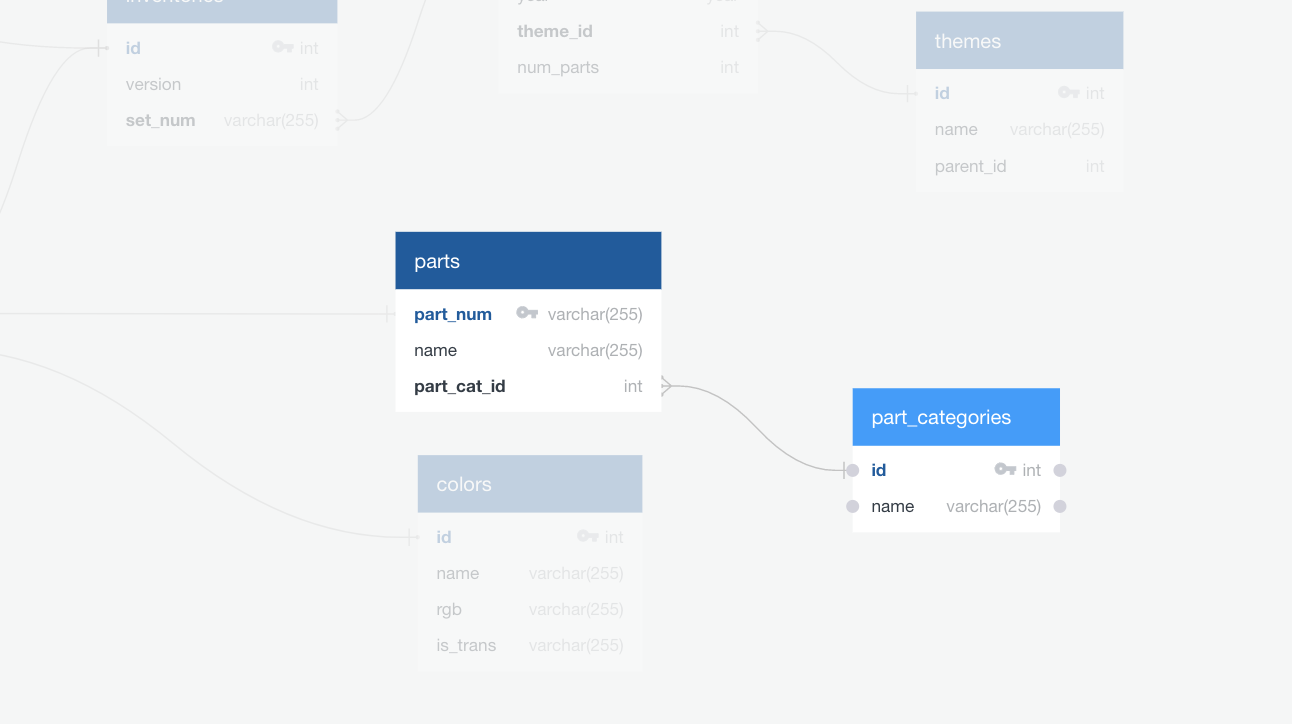 inventories
id int
version int
set_num varchar(255)
year year
theme_id int
num_parts int
themes
id int
name varchar(255)
parent_id int
parts
part_num varchar(255)
name varchar(255)
part_cat_id int
part_categories
id int
name varchar(255)
colors
id int
name varchar(255)
rgb varchar(255)
is_trans varchar(255)